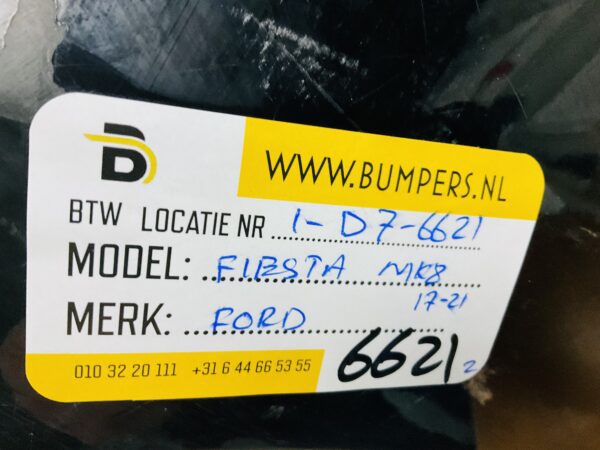 B
WWW.BUMPERS.NL
BTW LOCATIE NR 1-D7-6621
MODEL: FIESTA MK8
17-21
MERK: FORD
010 32 20 111 +31 6 44 66 53 55
6621 2